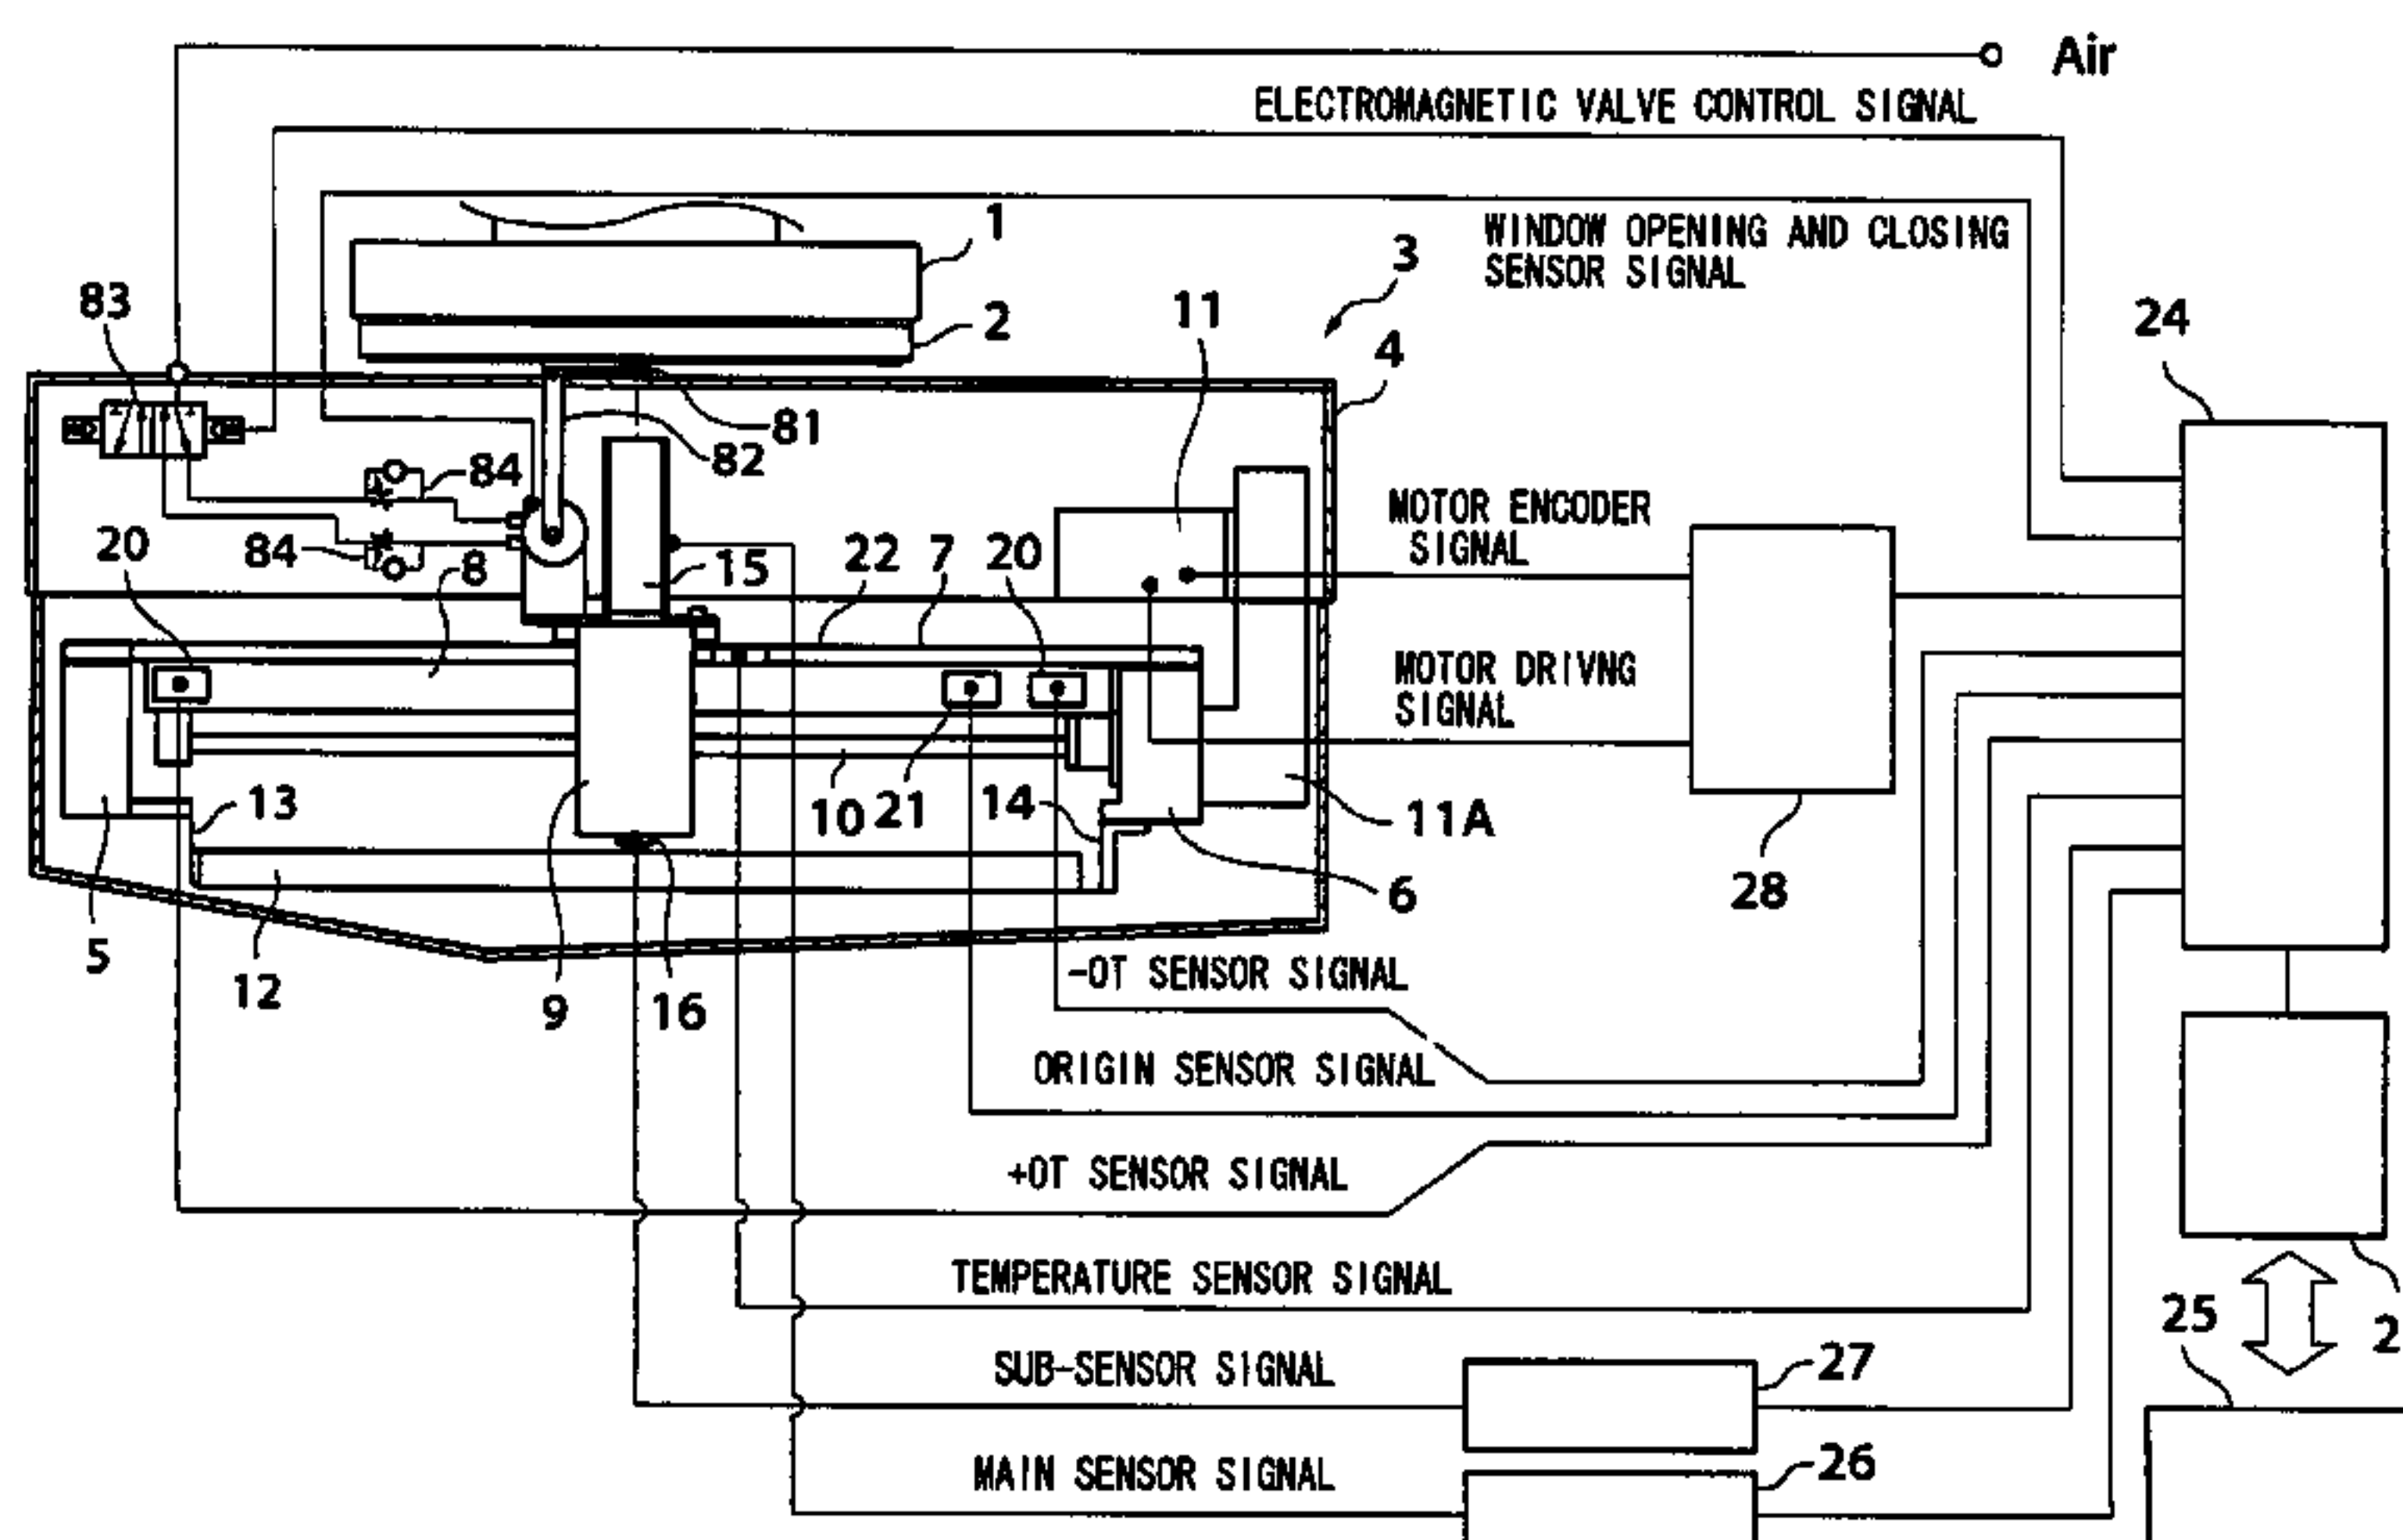 Air
ELECTROMAGNETIC VALVE CONTROL SIGNAL
WINDOW OPENING AND CLOSING
SENSOR SIGNAL
1
2
3
4
83
11
24
81
82
84
84
20
8
15
22
7
20
MOTOR ENCODER
SIGNAL
MOTOR DRIVNG
SIGNAL
13
10
21
14
11A
28
5
12
9
16
6
-OT SENSOR SIGNAL
ORIGIN SENSOR SIGNAL
+OT SENSOR SIGNAL
TEMPERATURE SENSOR SIGNAL
25
2
SUB-SENSOR SIGNAL
27
MAIN SENSOR SIGNAL
26